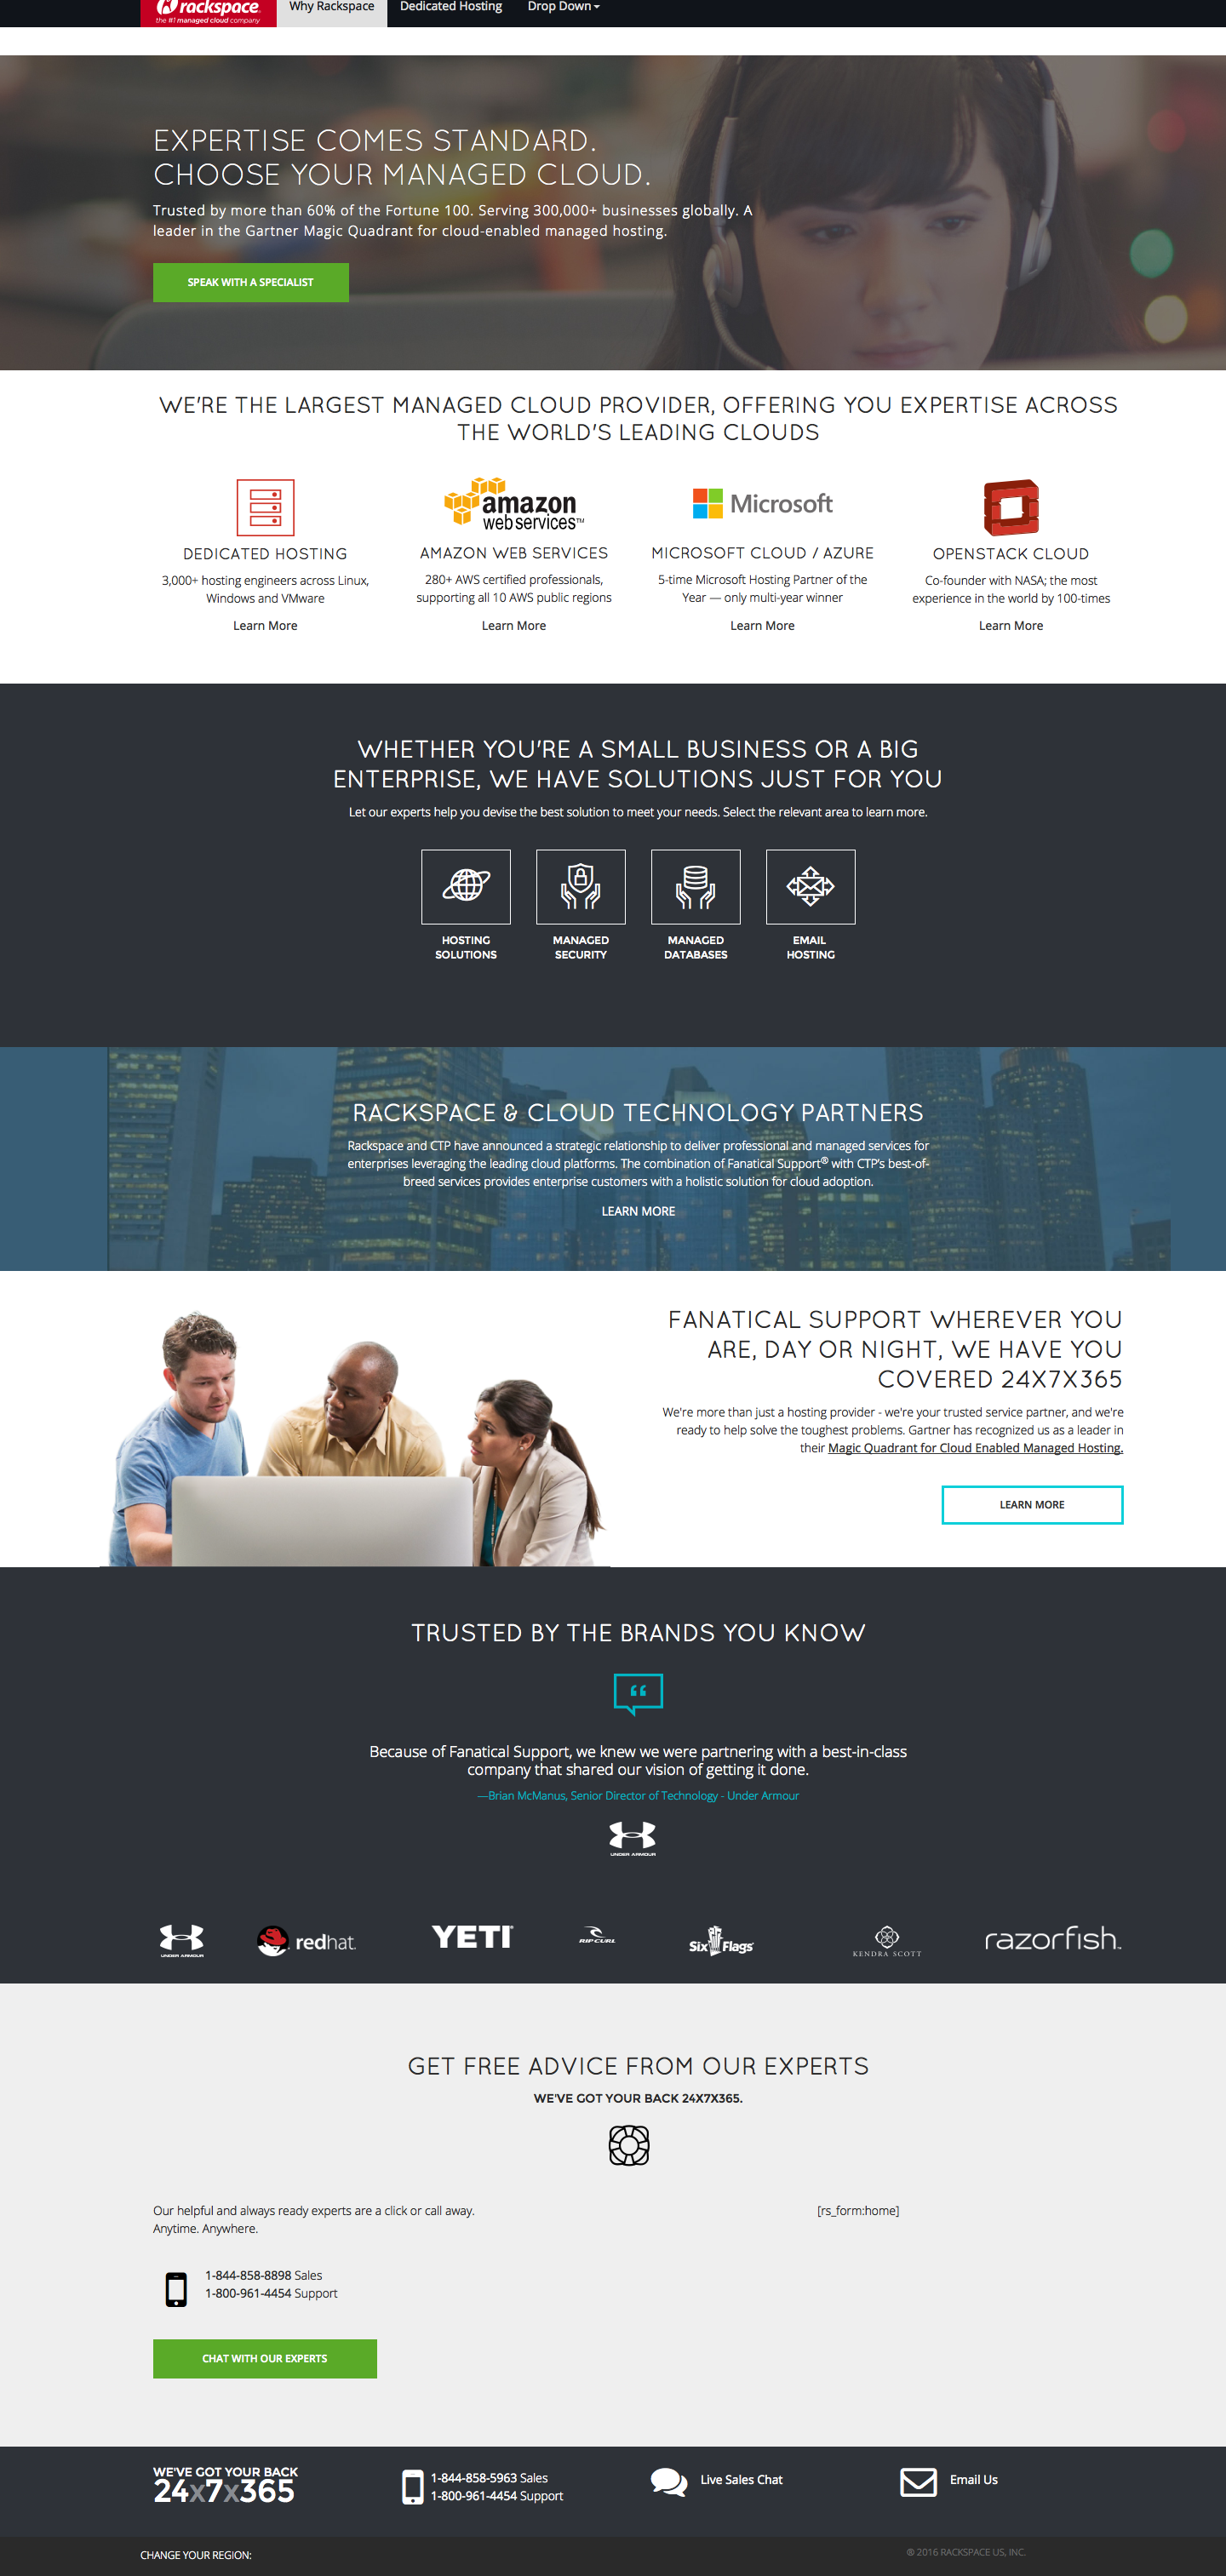 rackspace.
the #1 managed cloud company
Why Rackspace
Dedicated Hosting
Drop Down
EXPERTISE COMES STANDARD.
CHOOSE YOUR MANAGED CLOUD.
Trusted by more than 60% of the Fortune 100. Serving 300,000+ businesses globally. A
leader in the Gartner Magic Quadrant for cloud-enabled managed hosting.
SPEAK WITH A SPECIALIST
WE'RE THE LARGEST MANAGED CLOUD PROVIDER, OFFERING YOU EXPERTISE ACROSS
THE WORLD'S LEADING CLOUDS
DEDICATED HOSTING
3,000+ hosting engineers across Linux,
Windows and VMware
Learn More
amazon
web services™
AMAZON WEB SERVICES
280+ AWS certified professionals,
supporting all 10 AWS public regions
Learn More
Microsoft
MICROSOFT CLOUD / AZURE
5-time Microsoft Hosting Partner of the
Year — only multi-year winner
Learn More
OPENSTACK CLOUD
Co-founder with NASA; the most
experience in the world by 100-times
Learn More
WHETHER YOU'RE A SMALL BUSINESS OR A BIG
ENTERPRISE, WE HAVE SOLUTIONS JUST FOR YOU
Let our experts help you devise the best solution to meet your needs. Select the relevant area to learn more.
HOSTING
SOLUTIONS
MANAGED
SECURITY
MANAGED
DATABASES
EMAIL
HOSTING
RACKSPACE & CLOUD TECHNOLOGY PARTNERS
Rackspace and CTP have announced a strategic relationship to deliver professional and managed services for
enterprises leveraging the leading cloud platforms. The combination of Fanatical Support® with CTP's best-of-
breed services provides enterprise customers with a holistic solution for cloud adoption.
LEARN MORE
FANATICAL SUPPORT WHEREVER YOU
ARE, DAY OR NIGHT, WE HAVE YOU
COVERED 24X7X365
We're more than just a hosting provider - we're your trusted service partner, and we're
ready to help solve the toughest problems. Gartner has recognized us as a leader in
their Magic Quadrant for Cloud Enabled Managed Hosting.
LEARN MORE
TRUSTED BY THE BRANDS YOU KNOW
Because of Fanatical Support, we knew we were partnering with a best-in-class
company that shared our vision of getting it done.
—Brian McManus, Senior Director of Technology - Under Armour
UNDER ARMOUR
UNDER ARMOUR
redhat.
YETI
RIP CURL
Six Flags
KENDRA SCOTT
razorfish™
GET FREE ADVICE FROM OUR EXPERTS
WE'VE GOT YOUR BACK 24X7X365.
Our helpful and always ready experts are a click or call away.
Anytime. Anywhere.
1-844-858-8898 Sales
1-800-961-4454 Support
CHAT WITH OUR EXPERTS
[rs_form:home]
WE'VE GOT YOUR BACK
24x7x365
1-844-858-5963 Sales
1-800-961-4454 Support
Live Sales Chat
Email Us
CHANGE YOUR REGION:
® 2016 RACKSPACE US, INC.